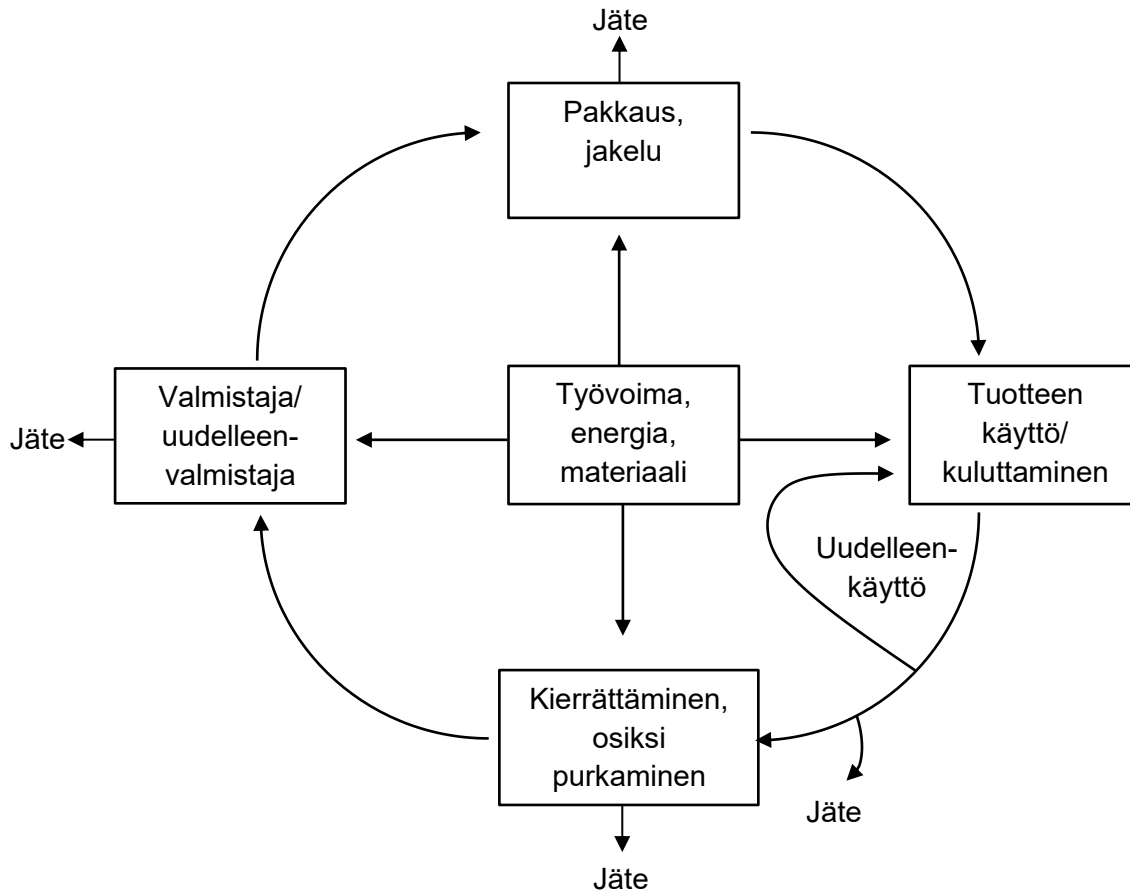 Jäte
Pakkaus,
jakelu
Valmistaja/
uudelleen-
valmistaja
Jäte
Työvoima,
energia,
materiaali
Tuotteen
käyttö/
kuluttaminen
Uudelleen-
käyttö
Kierrättäminen,
osiksi
purkaminen
Jäte
Jäte